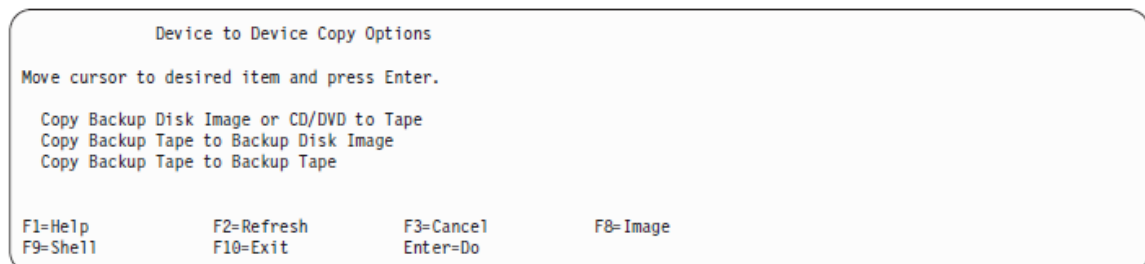 Device to Device Copy Options
Move cursor to desired item and press Enter.
Copy Backup Disk Image or CD/DVD to Tape
Copy Backup Tape to Backup Disk Image
Copy Backup Tape to Backup Tape
F1=Help F2=Refresh F3=Cancel F8=Image
F9=Shell F10=Exit Enter=Do